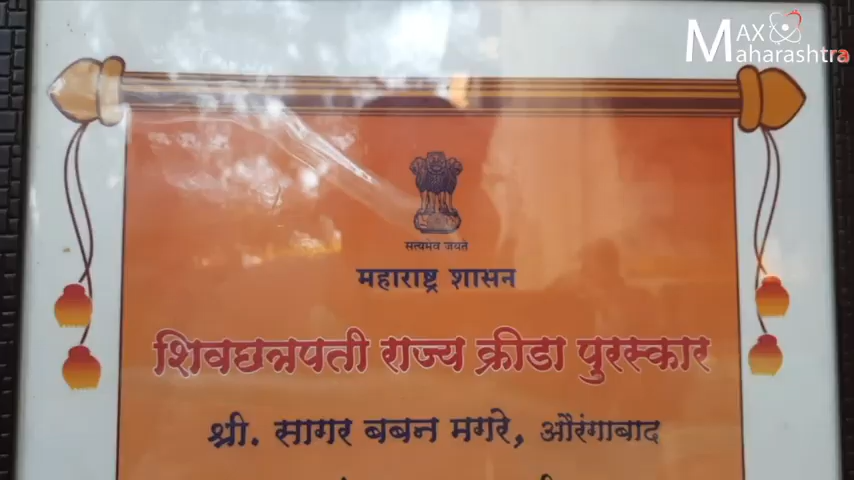 MAX Maharashtra
सत्यमेव जयते
महाराष्ट्र शासन
शिवछत्रपती राज्य क्रीडा पुरस्कार
श्री. सागर बबन मगरे, औरंगाबाद